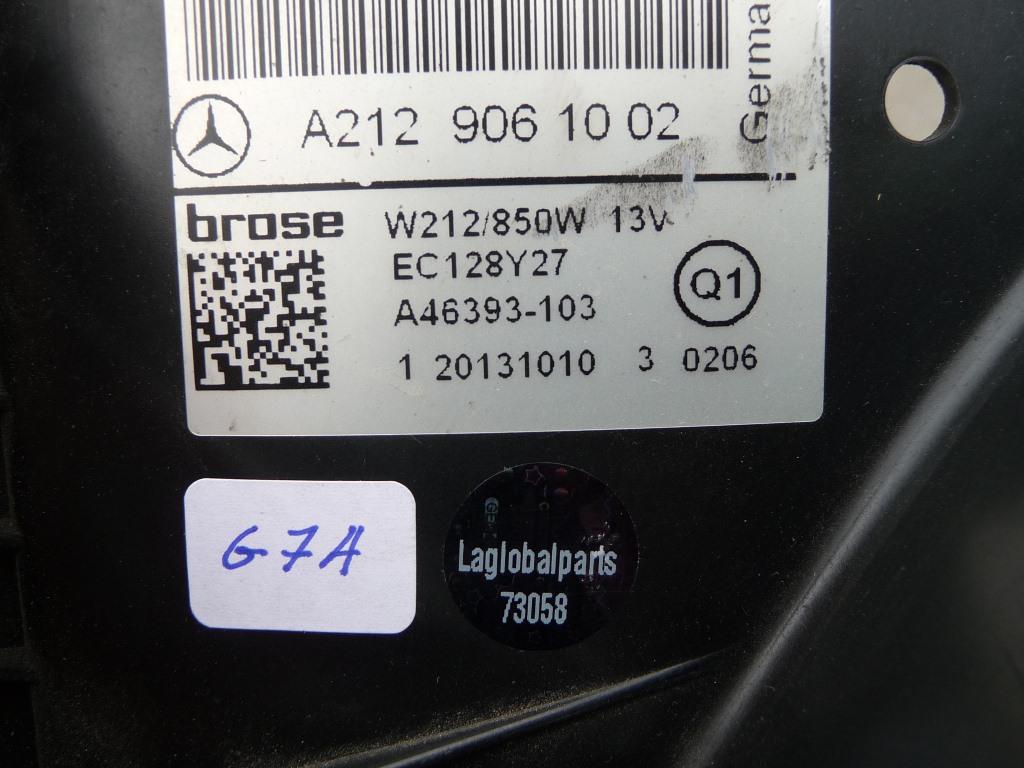 A212 906 10 02
brose
W212/850W 13V
EC128Y27
A46393-103
Q1
1 20131010 3 0206
G7A
Laglobalparts
73058